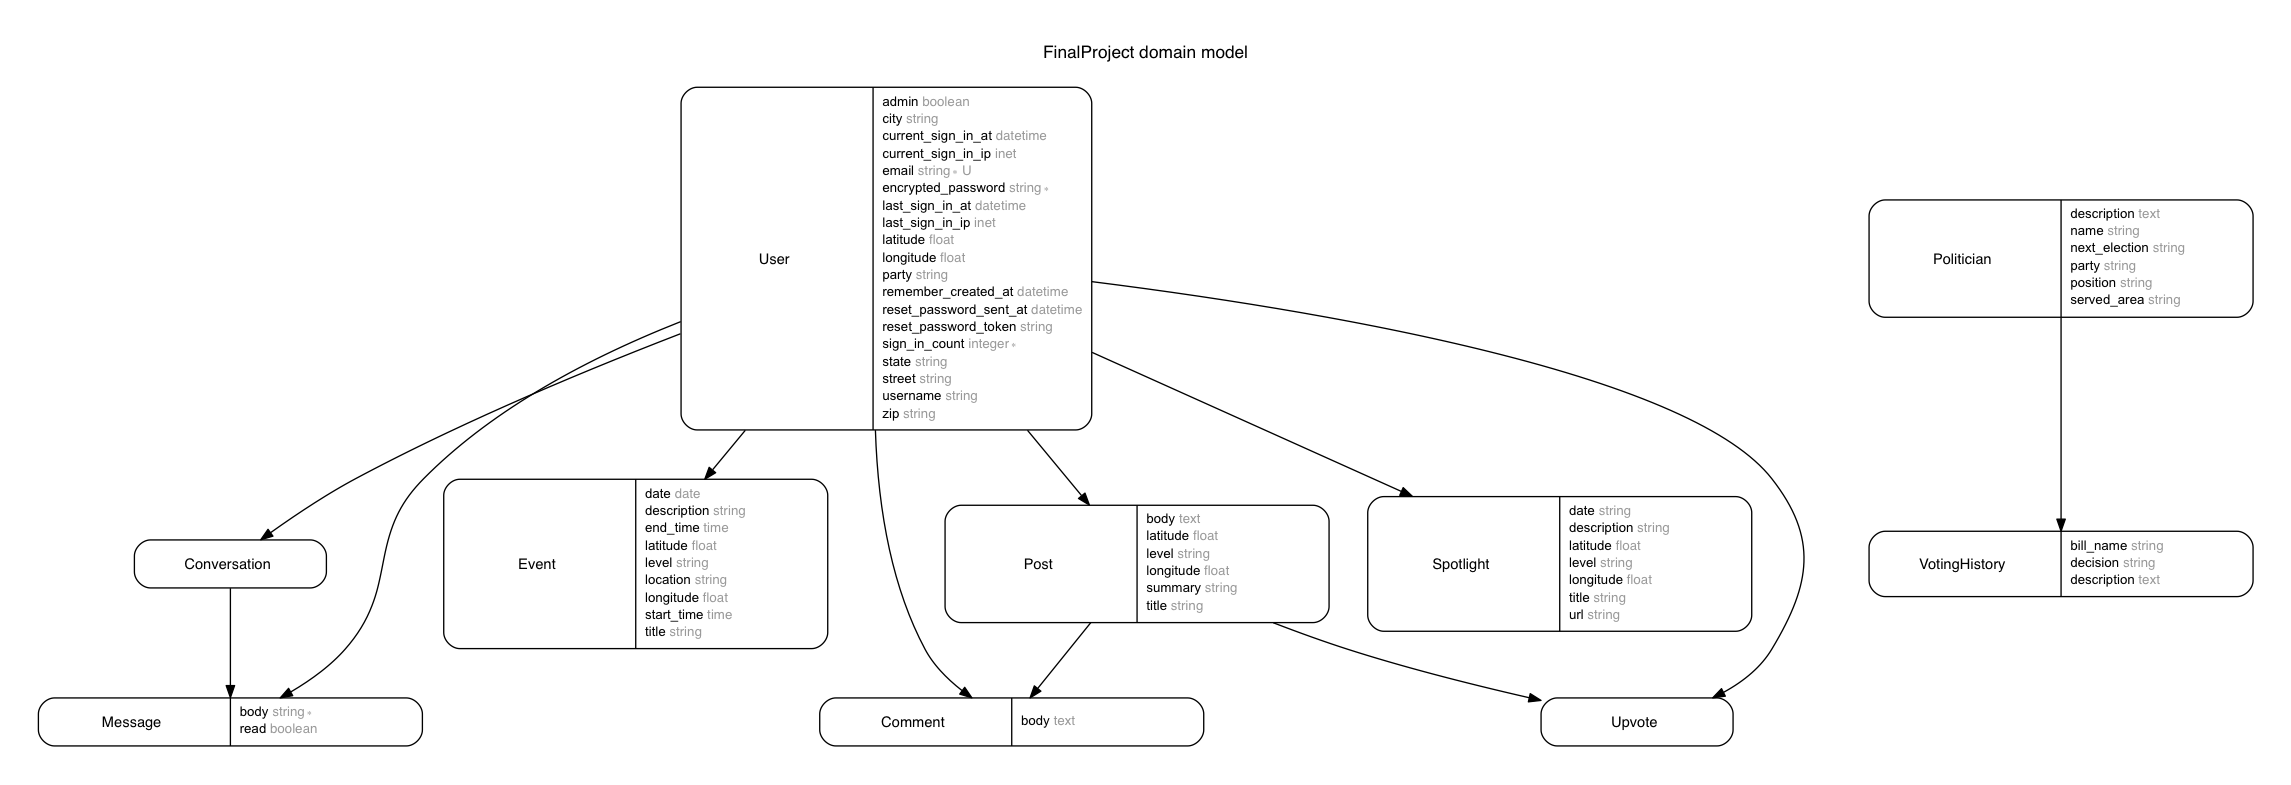 FinalProject domain model
User
admin boolean
city string
current_sign_in_at datetime
current_sign_in_ip inet
email string * U
encrypted_password string *
last_sign_in_at datetime
last_sign_in_ip inet
latitude float
longitude float
party string
remember_created_at datetime
reset_password_sent_at datetime
reset_password_token string
sign_in_count integer *
state string
street string
username string
zip string
Politician
description text
name string
next_election string
party string
position string
served_area string
Conversation
Event
date date
description string
end_time time
latitude float
level string
location string
longitude float
start_time time
title string
Post
body text
latitude float
level string
longitude float
summary string
title string
Spotlight
date string
description string
latitude float
level string
longitude float
title string
url string
VotingHistory
bill_name string
decision string
description text
Message
body string *
read boolean
Comment
body text
Upvote